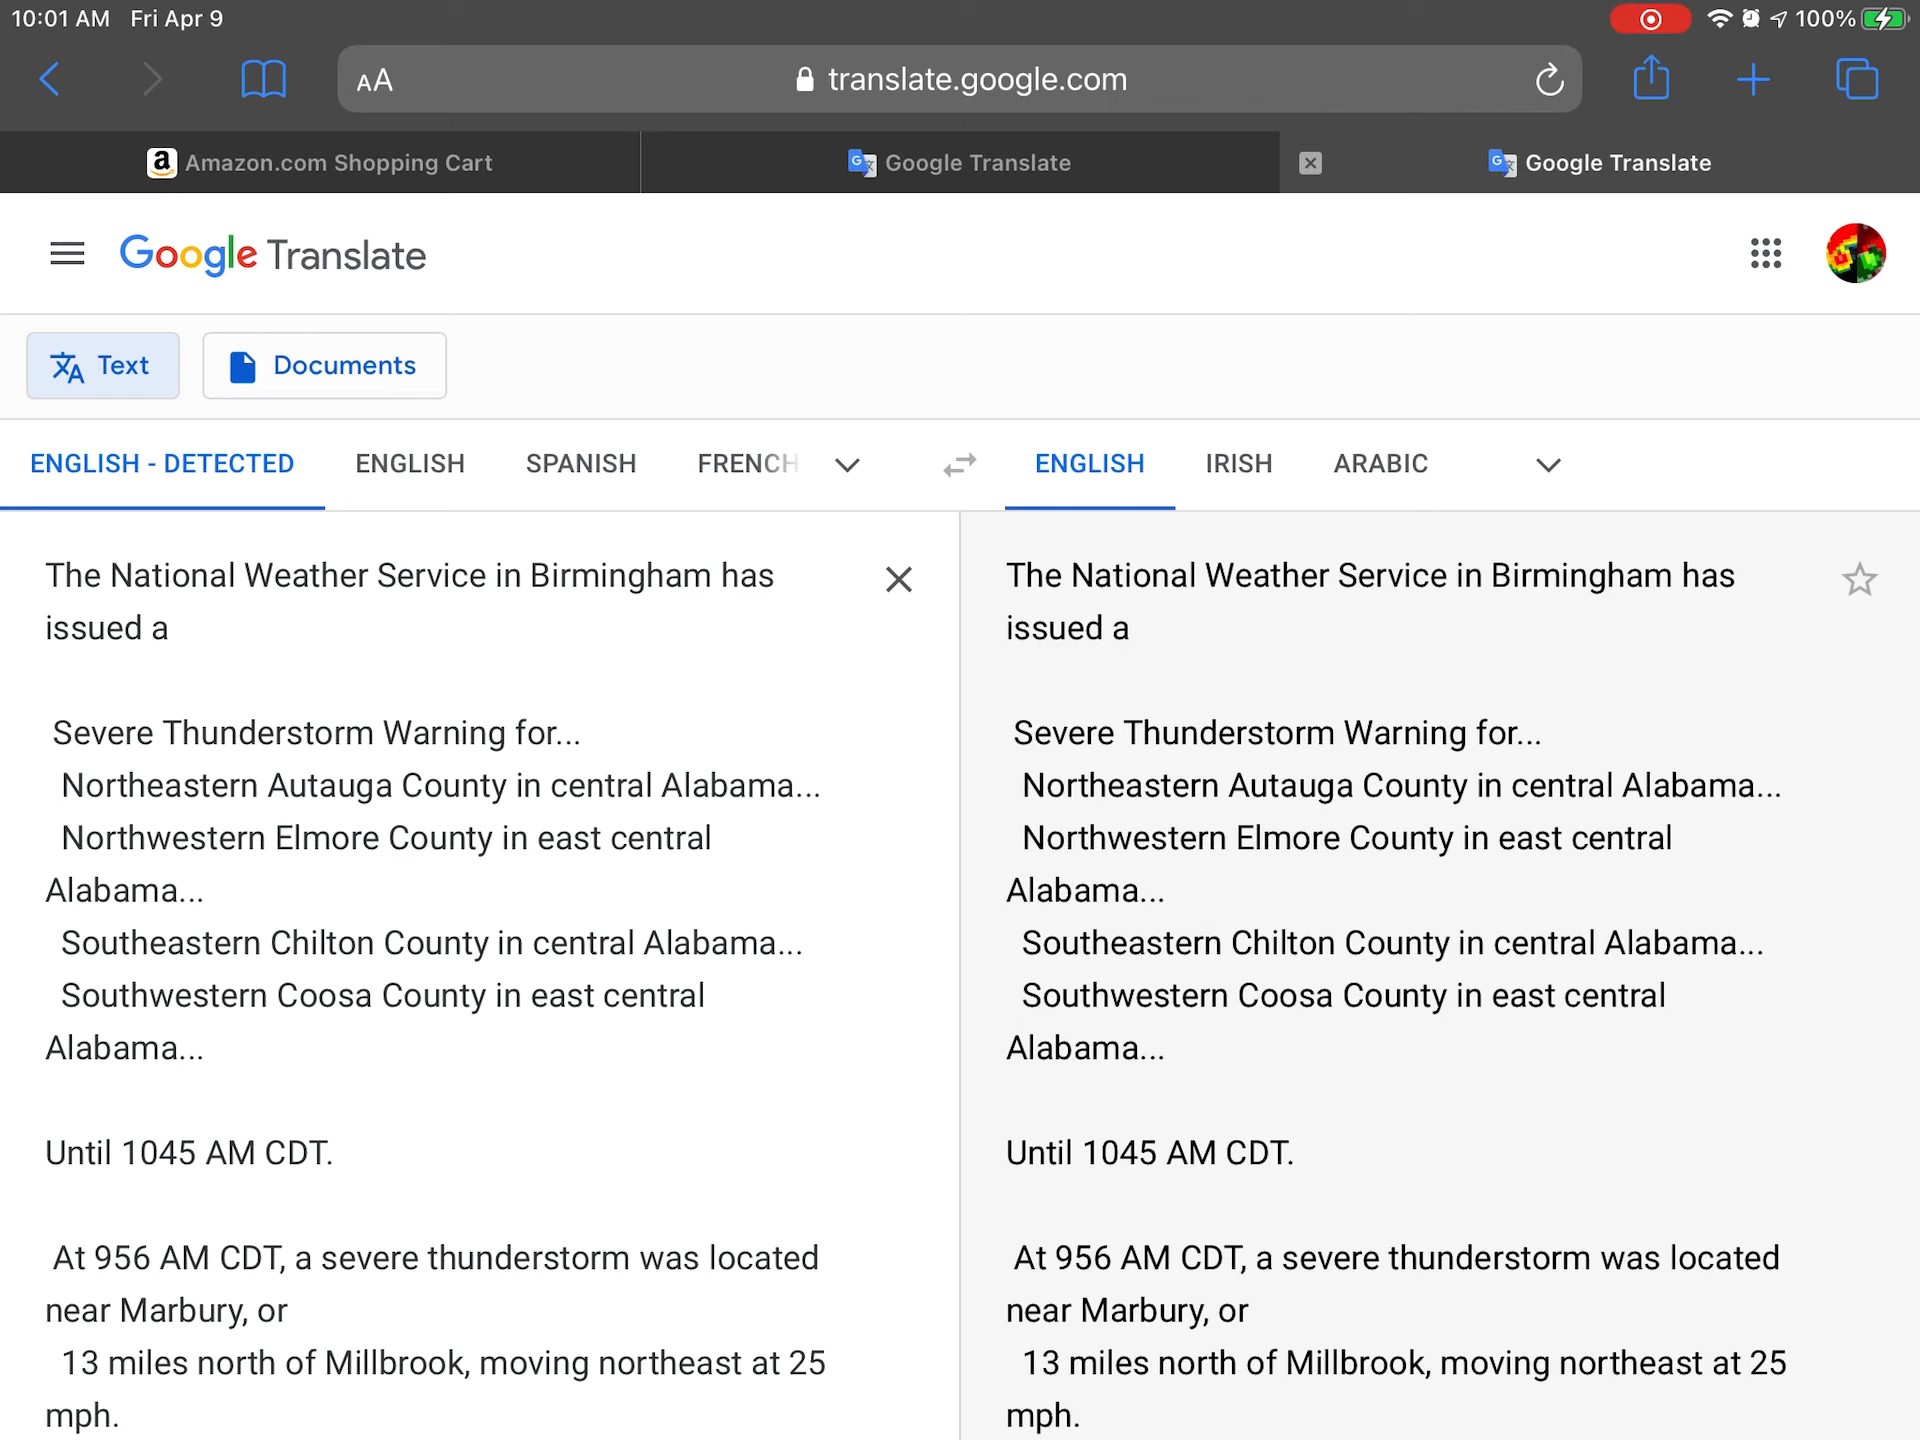 10:01 AM Fri Apr 9
100%
AA
translate.google.com
Amazon.com Shopping Cart
Google Translate
Google Translate
Google Translate
Text
Documents
ENGLISH - DETECTED
ENGLISH
SPANISH
FRENCH
ENGLISH
IRISH
ARABIC
The National Weather Service in Birmingham has
issued a
Severe Thunderstorm Warning for...
Northeastern Autauga County in central Alabama...
Northwestern Elmore County in east central
Alabama...
Southeastern Chilton County in central Alabama...
Southwestern Coosa County in east central
Alabama...
Until 1045 AM CDT.
At 956 AM CDT, a severe thunderstorm was located
near Marbury, or
13 miles north of Millbrook, moving northeast at 25
mph.
The National Weather Service in Birmingham has
issued a
Severe Thunderstorm Warning for...
Northeastern Autauga County in central Alabama...
Northwestern Elmore County in east central
Alabama...
Southeastern Chilton County in central Alabama...
Southwestern Coosa County in east central
Alabama...
Until 1045 AM CDT.
At 956 AM CDT, a severe thunderstorm was located
near Marbury, or
13 miles north of Millbrook, moving northeast at 25
mph.